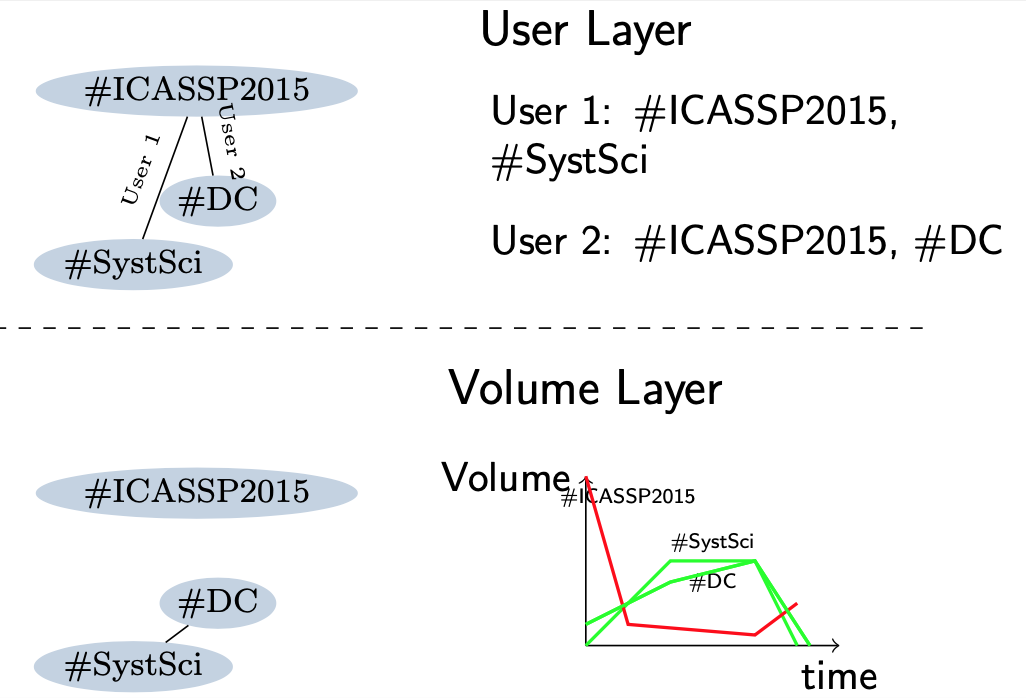 User Layer
#ICASSP2015
User 1
User 2
#DC
#SystSci
User 1: #ICASSP2015,
#SystSci
User 2: #ICASSP2015, #DC
Volume Layer
#ICASSP2015
#DC
#SystSci
Volume
#ICASSP2015
#SystSci
#DC
time